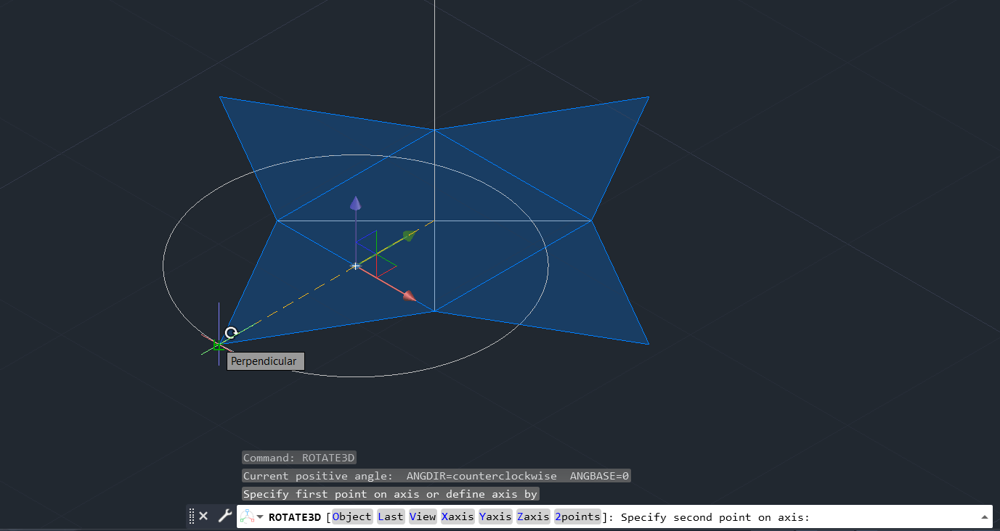 Perpendicular
Command: ROTATE3D
Current positive angle:  ANGDIR=counterclockwise  ANGBASE=0
Specify first point on axis or define axis by
ROTATE3D [Object Last View Xaxis Yaxis Zaxis 2points]: Specify second point on axis: